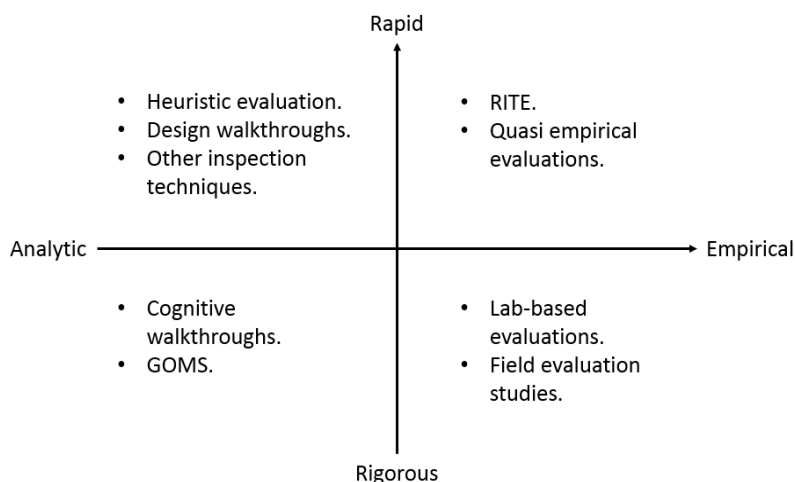 Rapid
• Heuristic evaluation.
• Design walkthroughs.
• Other inspection
techniques.
• RITE.
• Quasi empirical
evaluations.
Analytic
Empirical
• Cognitive
walkthroughs.
• GOMS.
• Lab-based
evaluations.
• Field evaluation
studies.
Rigorous